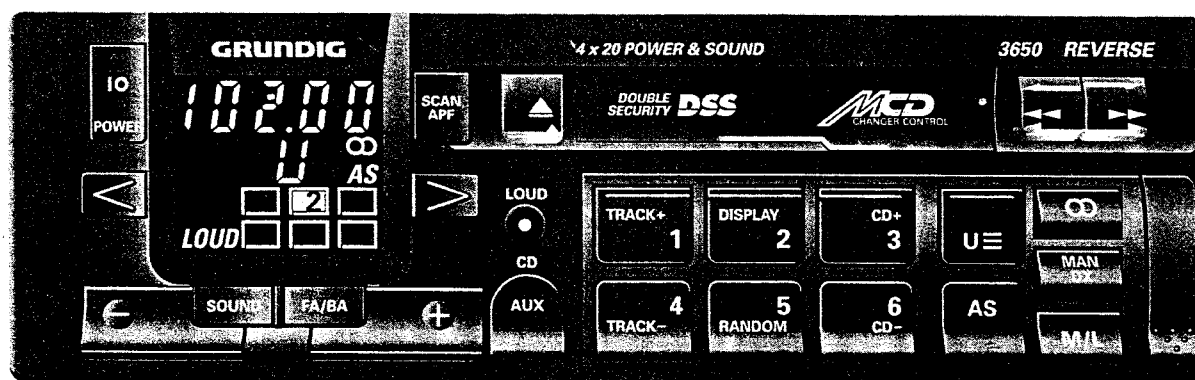 GRUNDIG
4 x 20 POWER & SOUND
3650 REVERSE
IO
POWER
102.00
U
∞
AS
2
LOUD
SCAN
APF
DOUBLE
SECURITY DSS
MCD
CHANGER CONTROL
◄◄ ►►
< >
SOUND
FA/BA
− +
LOUD
CD
AUX
TRACK+
1
DISPLAY
2
CD+
3
U≡
∞
MAN
DX
4
TRACK−
5
RANDOM
6
CD−
AS
M/L